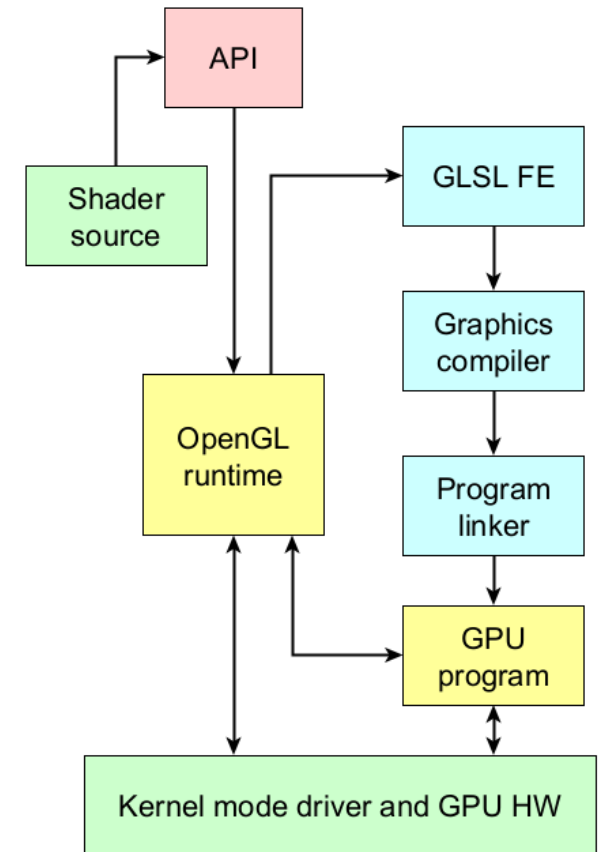 API
GLSL FE
Shader
source
Graphics
compiler
OpenGL
runtime
Program
linker
GPU
program
Kernel mode driver and GPU HW